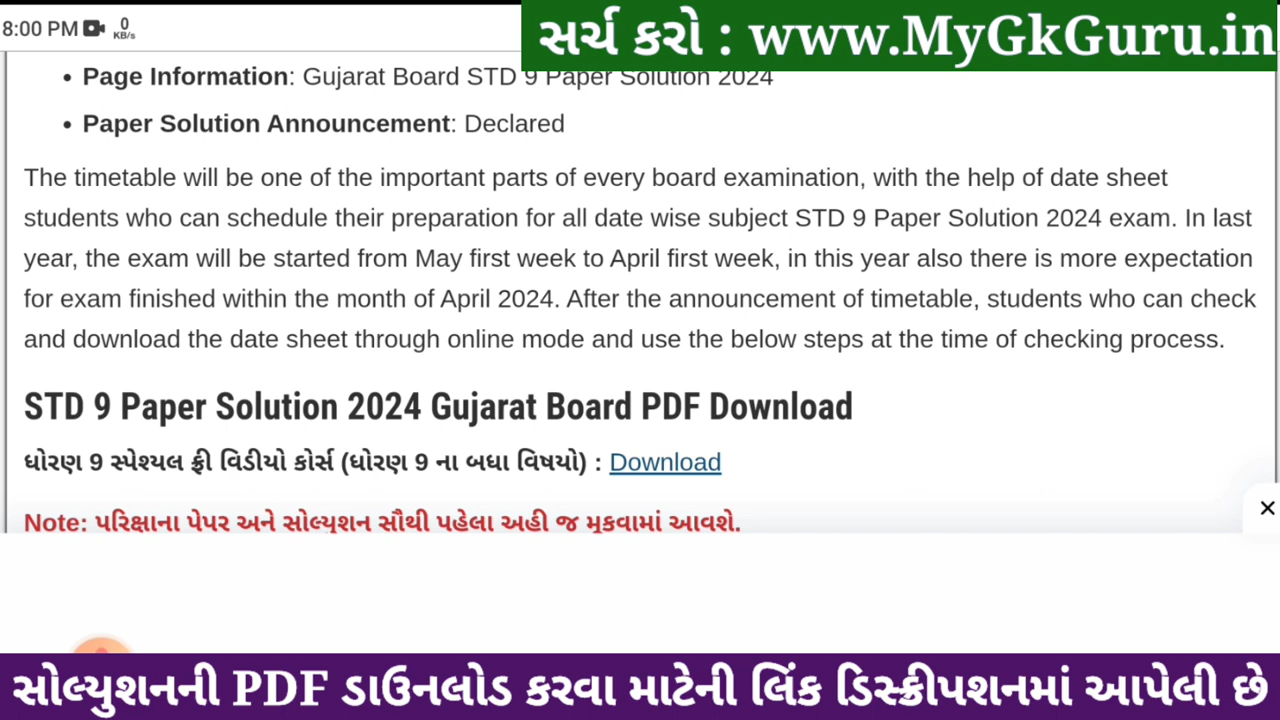 8:00 PM 0 KB/s
સર્ચ કરો : www.MyGkGuru.in
• Page Information: Gujarat Board STD 9 Paper Solution 2024
• Paper Solution Announcement: Declared
The timetable will be one of the important parts of every board examination, with the help of date sheet
students who can schedule their preparation for all date wise subject STD 9 Paper Solution 2024 exam. In last
year, the exam will be started from May first week to April first week, in this year also there is more expectation
for exam finished within the month of April 2024. After the announcement of timetable, students who can check
and download the date sheet through online mode and use the below steps at the time of checking process.
STD 9 Paper Solution 2024 Gujarat Board PDF Download
ધોરણ 9 સ્પેશ્યલ ફ્રી વિડીયો કોર્સ (ધોરણ 9 ના બધા વિષયો) : Download
Note: પરિક્ષાના પેપર અને સોલ્યુશન સૌથી પહેલા અહી જ મૂકવામાં આવશે.
સોલ્યુશનની PDF ડાઉનલોડ કરવા માટેની લિંક ડિસ્ક્રીપશનમાં આપેલી છે